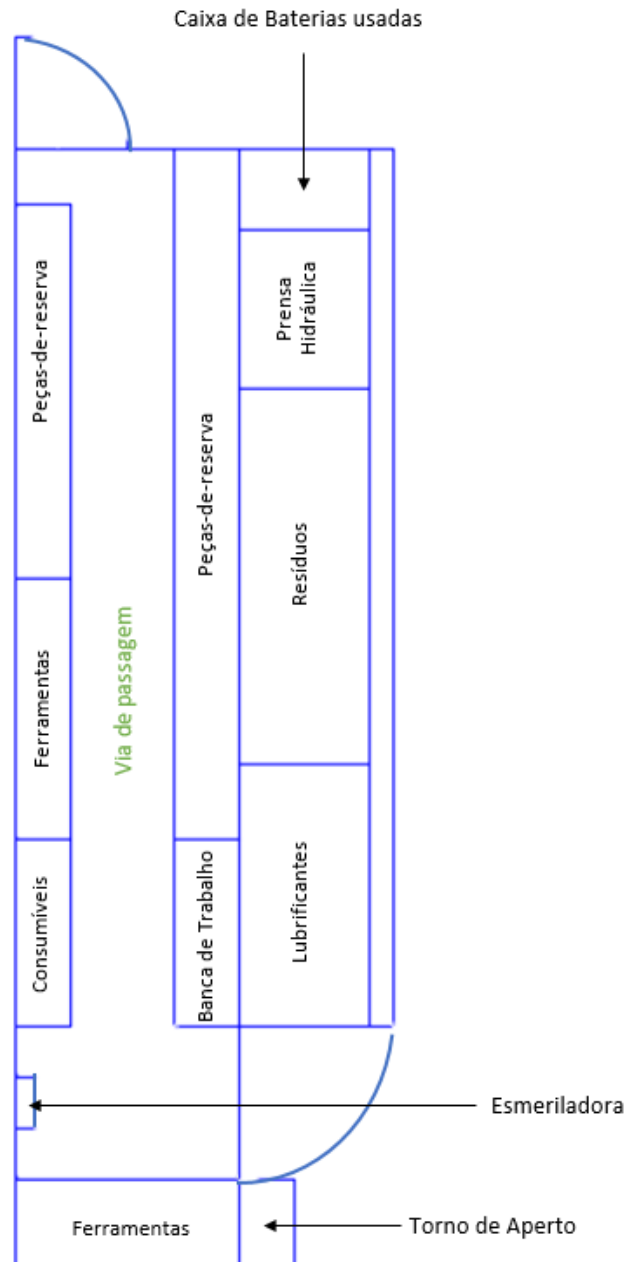 Caixa de Baterias usadas
Peças-de-reserva
Ferramentas
Consumíveis
Via de passagem
Peças-de-reserva
Banca de Trabalho
Prensa
Hidráulica
Resíduos
Lubrificantes
Esmeriladora
Ferramentas
Torno de Aperto